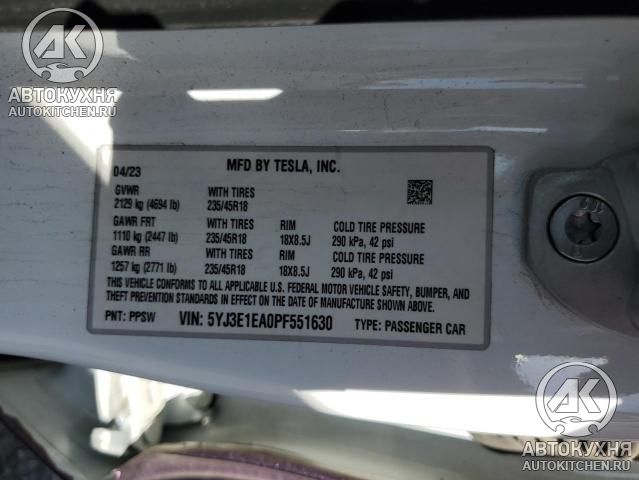 АВТОКУХНЯ
AUTOKITCHEN.RU
04/23 MFD BY TESLA, INC.
GVWR WITH TIRES
2129 kg (4694 lb) 235/45R18
GAWR FRT WITH TIRES RIM COLD TIRE PRESSURE
1110 kg (2447 lb) 235/45R18 18X8.5J 290 kPa, 42 psi
GAWR RR WITH TIRES RIM COLD TIRE PRESSURE
1257 kg (2771 lb) 235/45R18 18X8.5J 290 kPa, 42 psi
THIS VEHICLE CONFORMS TO ALL APPLICABLE U.S. FEDERAL MOTOR VEHICLE SAFETY, BUMPER, AND
THEFT PREVENTION STANDARDS IN EFFECT ON THE DATE OF MANUFACTURE SHOWN ABOVE.
PNT: PPSW VIN: 5YJ3E1EA0PF551630 TYPE: PASSENGER CAR
АК
АВТОКУХНЯ
AUTOKITCHEN.RU